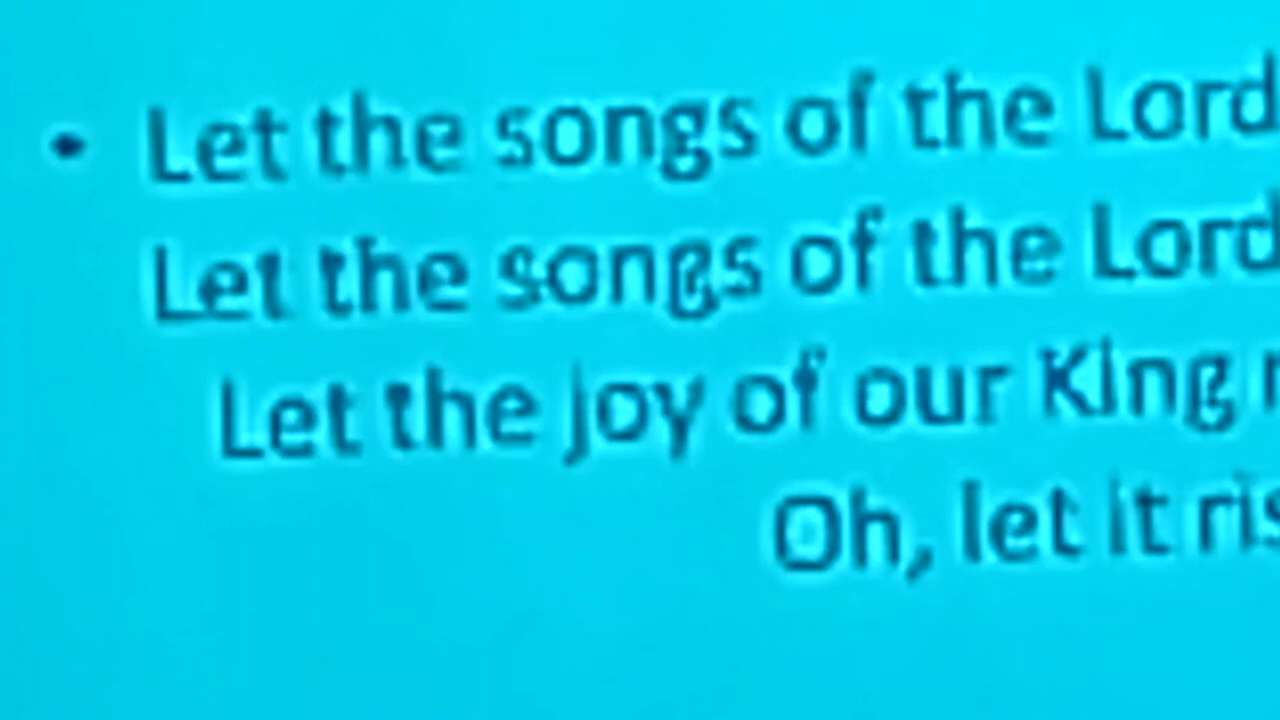 • Let the songs of the Lord
Let the songs of the Lord
Let the joy of our King
Oh, let it